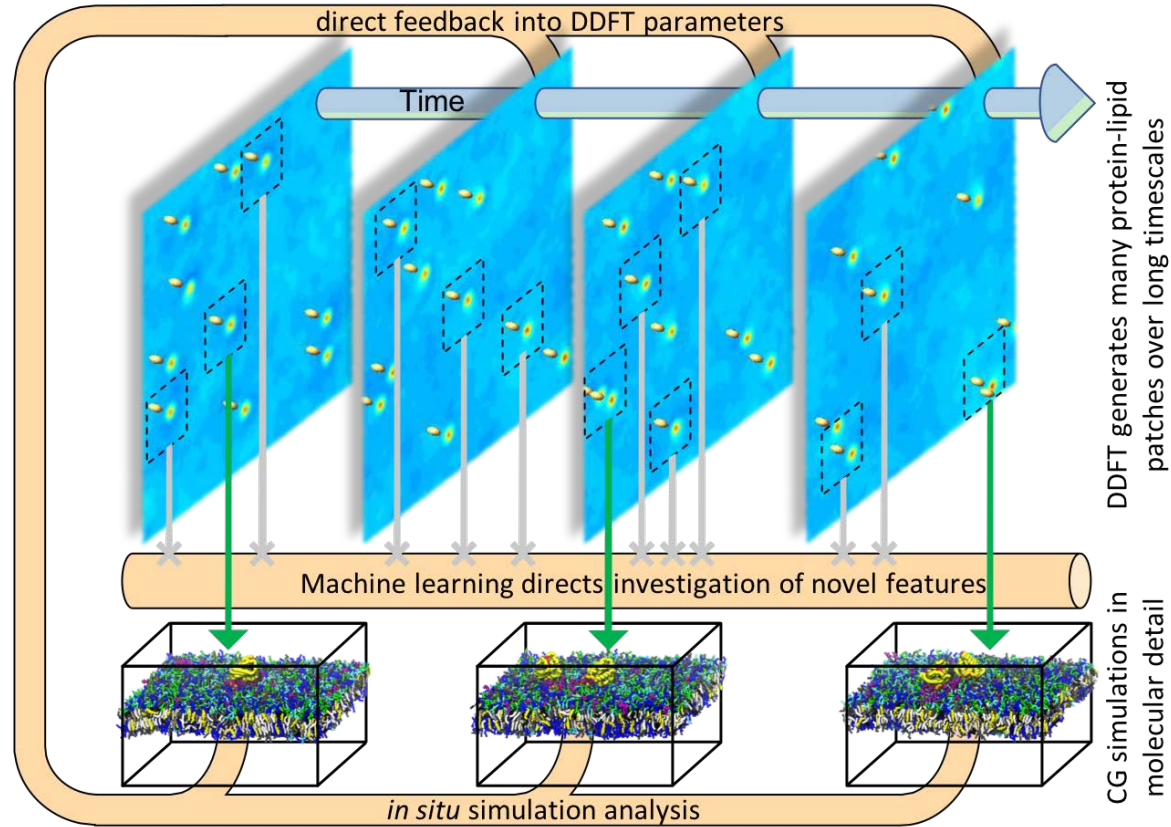 direct feedback into DDFT parameters
Time
DDFT generates many protein-lipid
patches over long timescales
Machine learning directs investigation of novel features
CG simulations in
molecular detail
in situ simulation analysis